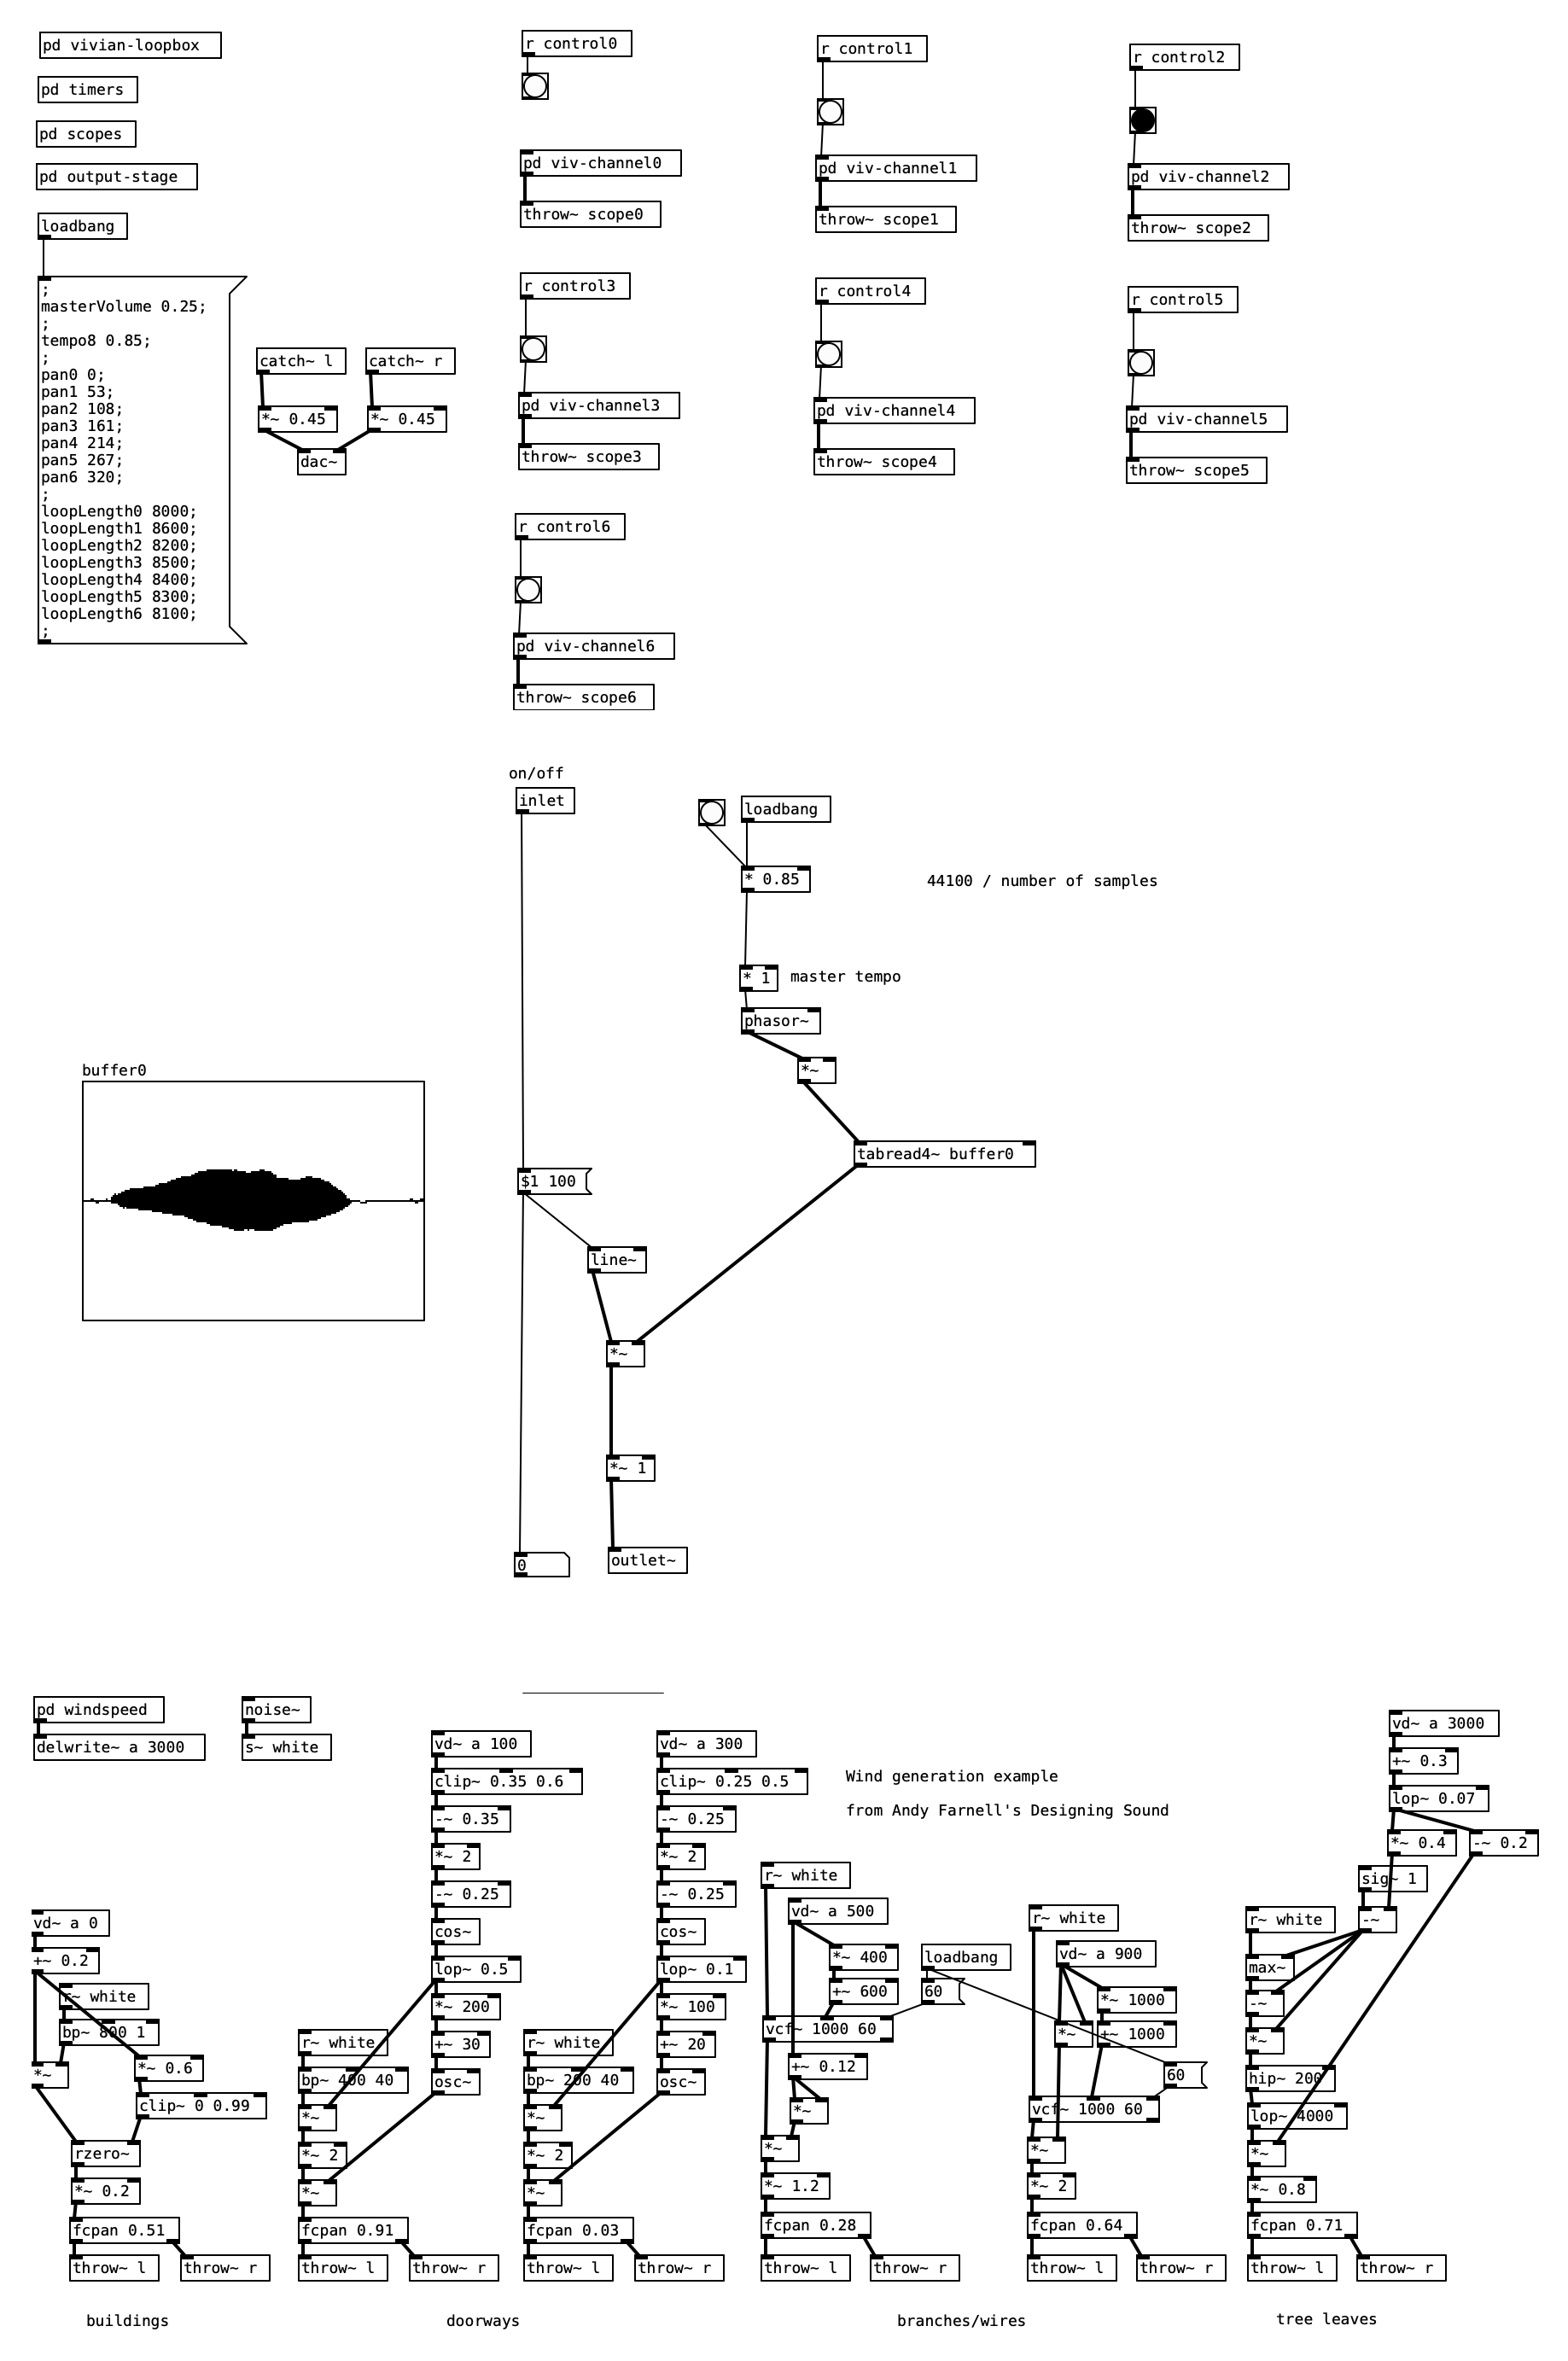 pd vivian-loopbox
pd timers
pd scopes
pd output-stage
loadbang
;
masterVolume 0.25;
;
tempo8 0.85;
;
pan0 0;
pan1 53;
pan2 108;
pan3 161;
pan4 214;
pan5 267;
pan6 320;
;
loopLength0 8000;
loopLength1 8600;
loopLength2 8200;
loopLength3 8500;
loopLength4 8400;
loopLength5 8300;
loopLength6 8100;
;
catch~ l
catch~ r
*~ 0.45
*~ 0.45
dac~
r control0
pd viv-channel0
throw~ scope0
r control1
pd viv-channel1
throw~ scope1
r control2
pd viv-channel2
throw~ scope2
r control3
pd viv-channel3
throw~ scope3
r control4
pd viv-channel4
throw~ scope4
r control5
pd viv-channel5
throw~ scope5
r control6
pd viv-channel6
throw~ scope6
on/off
inlet
loadbang
* 0.85
44100 / number of samples
* 1
master tempo
phasor~
*~
buffer0
tabread4~ buffer0
$1 100
line~
*~
*~ 1
0
outlet~
pd windspeed
delwrite~ a 3000
noise~
s~ white
vd~ a 0
+~ 0.2
r~ white
bp~ 800 1
*~
*~ 0.6
clip~ 0 0.99
rzero~
*~ 0.2
fcpan 0.51
throw~ l
throw~ r
buildings
vd~ a 100
clip~ 0.35 0.6
-~ 0.35
*~ 2
-~ 0.25
cos~
lop~ 0.5
*~ 200
+~ 30
osc~
r~ white
bp~ 400 40
*~
*~ 2
*~
fcpan 0.91
throw~ l
throw~ r
doorways
vd~ a 300
clip~ 0.25 0.5
-~ 0.25
*~ 2
-~ 0.25
cos~
lop~ 0.1
*~ 100
+~ 20
osc~
r~ white
bp~ 200 40
*~
*~ 2
*~
fcpan 0.03
throw~ l
throw~ r
Wind generation example
from Andy Farnell's Designing Sound
r~ white
vd~ a 500
*~ 400
+~ 600
loadbang
60
vcf~ 1000 60
+~ 0.12
*~
*~
*~ 1.2
fcpan 0.28
throw~ l
throw~ r
branches/wires
r~ white
vd~ a 900
*~ 1000
*~
+~ 1000
60
vcf~ 1000 60
*~
*~ 2
fcpan 0.64
throw~ l
throw~ r
vd~ a 3000
+~ 0.3
lop~ 0.07
*~ 0.4
-~ 0.2
sig~ 1
-~
r~ white
max~
-~
*~
hip~ 200
lop~ 4000
*~
*~ 0.8
fcpan 0.71
throw~ l
throw~ r
tree leaves